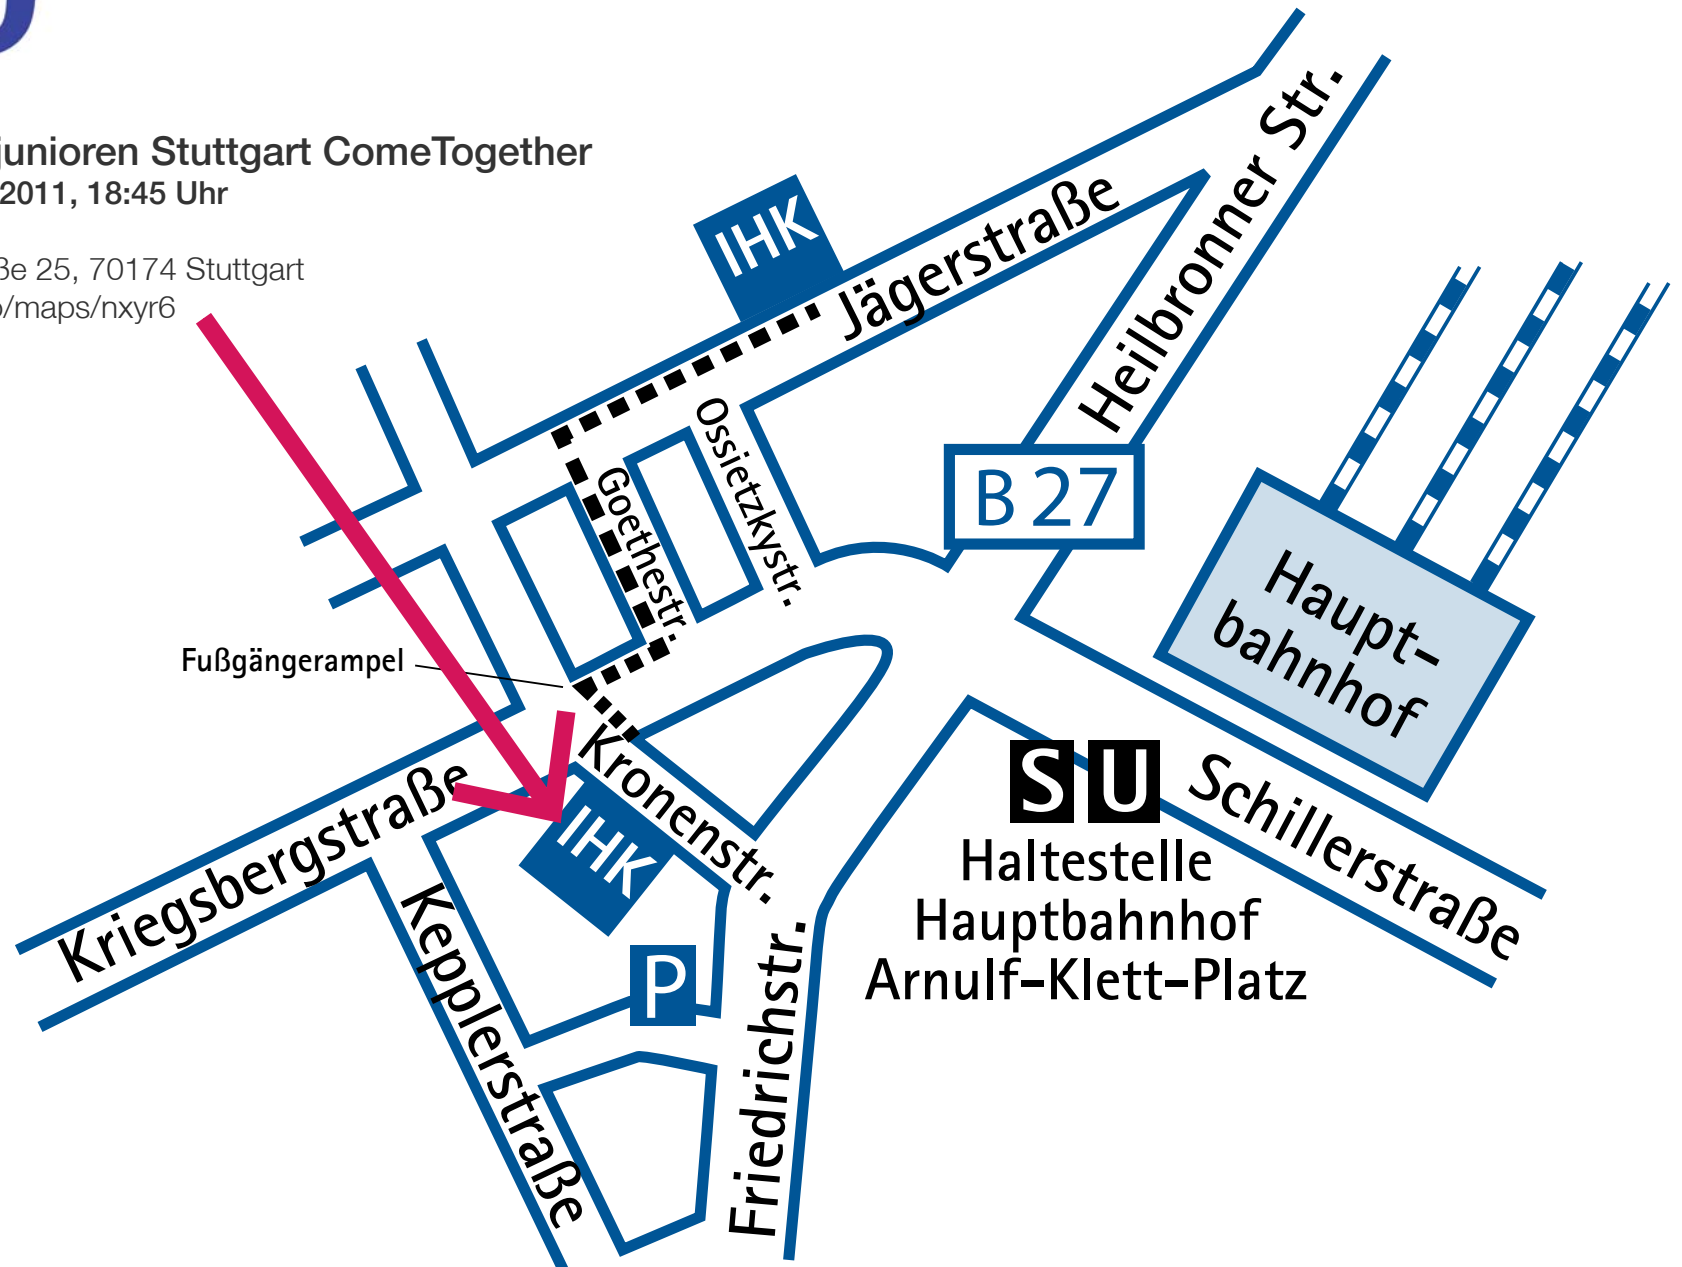 junioren Stuttgart ComeTogether
2011, 18:45 Uhr
ße 25, 70174 Stuttgart
/maps/nxyr6
IHK
Jägerstraße
Heilbronner Str.
Ossietzkystr.
Goethestr.
B 27
Haupt-
bahnhof
Fußgängerampel
Kronenstr.
IHK
Kriegsbergstraße
Kepplerstraße
P
Friedrichstr.
S U
Haltestelle
Hauptbahnhof
Arnulf-Klett-Platz
Schillerstraße